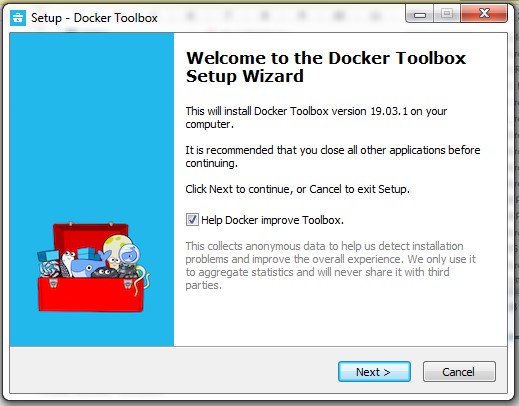 Setup - Docker Toolbox
Welcome to the Docker Toolbox
Setup Wizard
This will install Docker Toolbox version 19.03.1 on your
computer.
It is recommended that you close all other applications before
continuing.
Click Next to continue, or Cancel to exit Setup.
Help Docker improve Toolbox.
This collects anonymous data to help us detect installation
problems and improve the overall experience. We only use it
to aggregate statistics and will never share it with third
parties.
Next >
Cancel